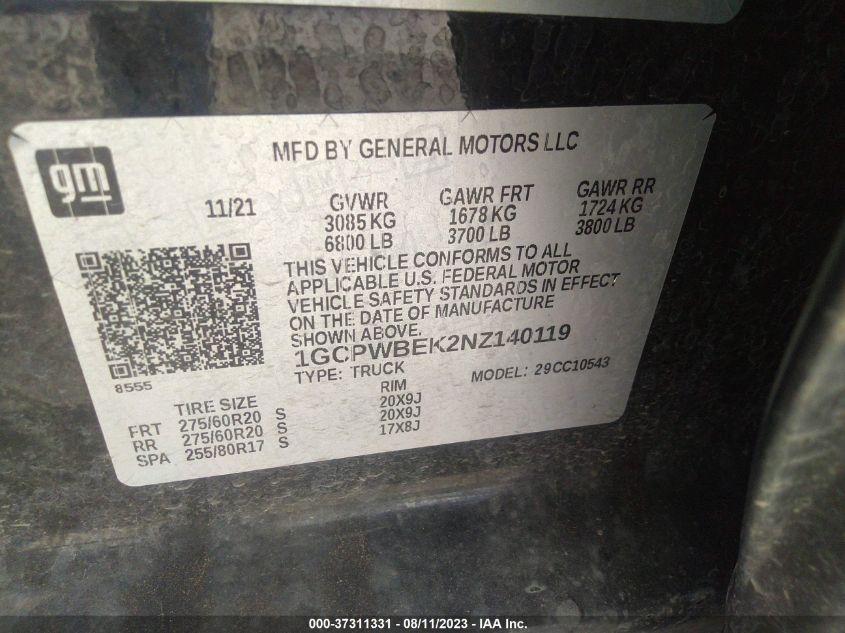 gm
MFD BY GENERAL MOTORS LLC
11/21
GVWR
3085 KG
6800 LB
GAWR FRT
1678 KG
3700 LB
GAWR RR
1724 KG
3800 LB
THIS VEHICLE CONFORMS TO ALL
APPLICABLE U.S. FEDERAL MOTOR
VEHICLE SAFETY STANDARDS IN EFFECT
ON THE DATE OF MANUFACTURE
SHOWN ABOVE.
1GCPWBEK2NZ140119
8555
TYPE: TRUCK
MODEL: 29CC10543
TIRE SIZE RIM
FRT 275/60R20 S 20X9J
RR 275/60R20 S 20X9J
SPA 255/80R17 S 17X8J
000-37311331 - 08/11/2023 - IAA Inc.